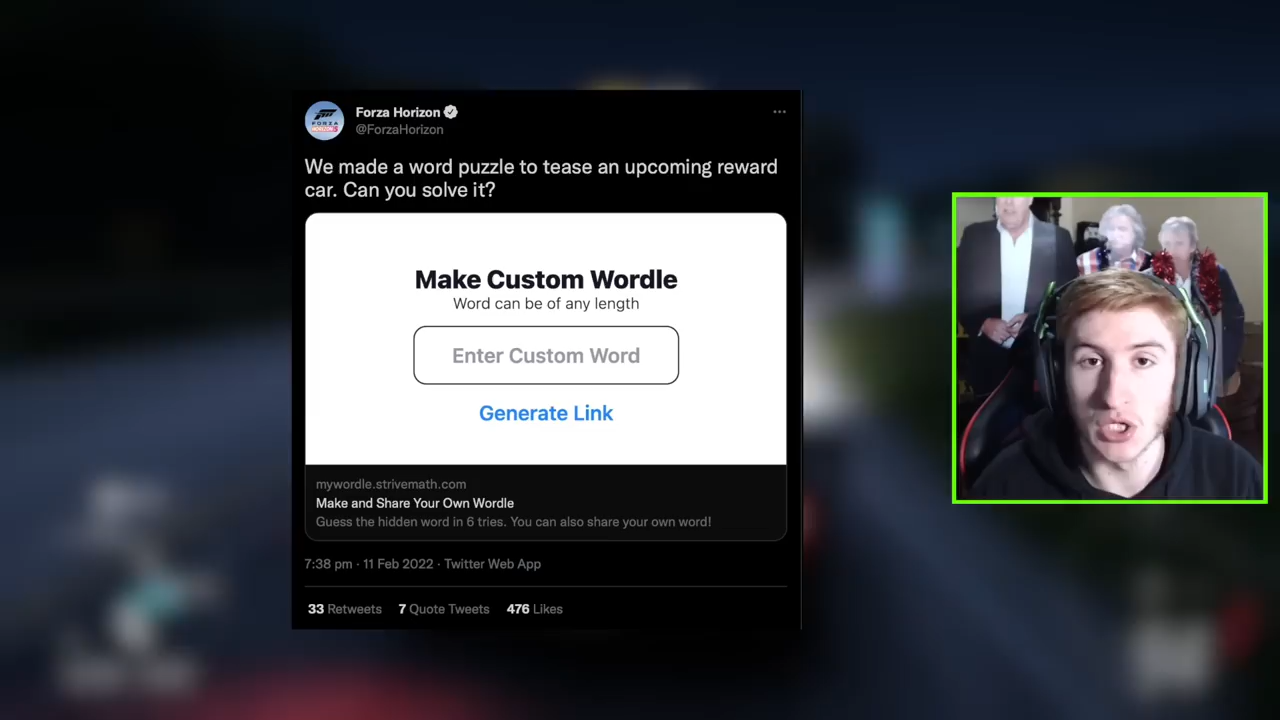 Forza Horizon
@ForzaHorizon
We made a word puzzle to tease an upcoming reward
car. Can you solve it?
Make Custom Wordle
Word can be of any length
Enter Custom Word
Generate Link
mywordle.strivemath.com
Make and Share Your Own Wordle
Guess the hidden word in 6 tries. You can also share your own word!
7:38 pm · 11 Feb 2022 · Twitter Web App
33 Retweets 7 Quote Tweets 476 Likes